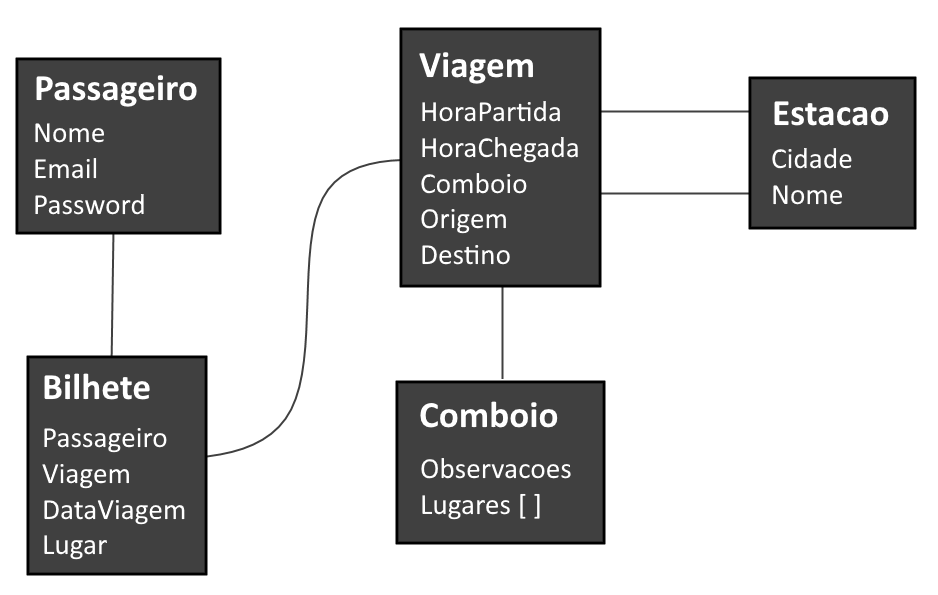 Passageiro
Nome
Email
Password
Viagem
HoraPartida
HoraChegada
Comboio
Origem
Destino
Estacao
Cidade
Nome
Bilhete
Passageiro
Viagem
DataViagem
Lugar
Comboio
Observacoes
Lugares [ ]